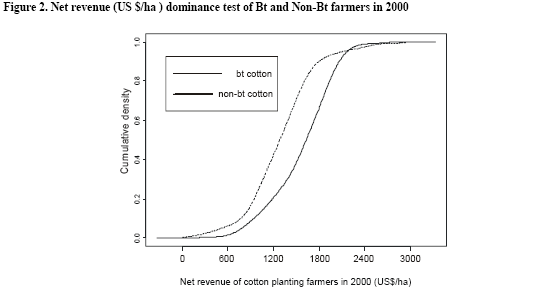 Figure 2. Net revenue (US $/ha ) dominance test of Bt and Non-Bt farmers in 2000
1.0
0.8
0.6
0.4
0.2
0.0
Cumulative density
bt cotton
non-bt cotton
0 600 1200 1800 2400 3000
Net revenue of cotton planting farmers in 2000 (US$/ha)